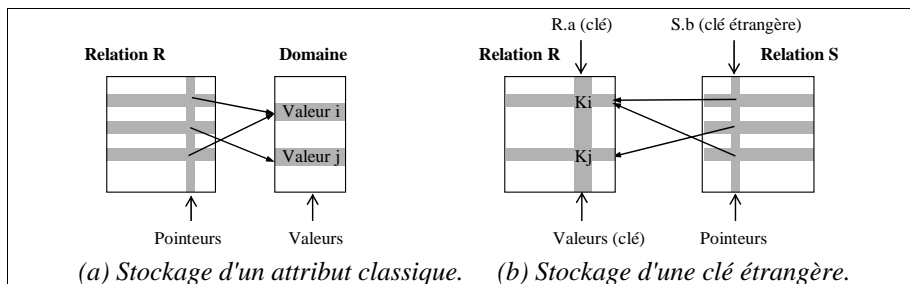 R.a (clé) S.b (clé étrangère)
Relation R Domaine Relation R Relation S
Valeur i Ki
Valeur j Kj
Pointeurs Valeurs Valeurs (clé) Pointeurs
(a) Stockage d'un attribut classique. (b) Stockage d'une clé étrangère.